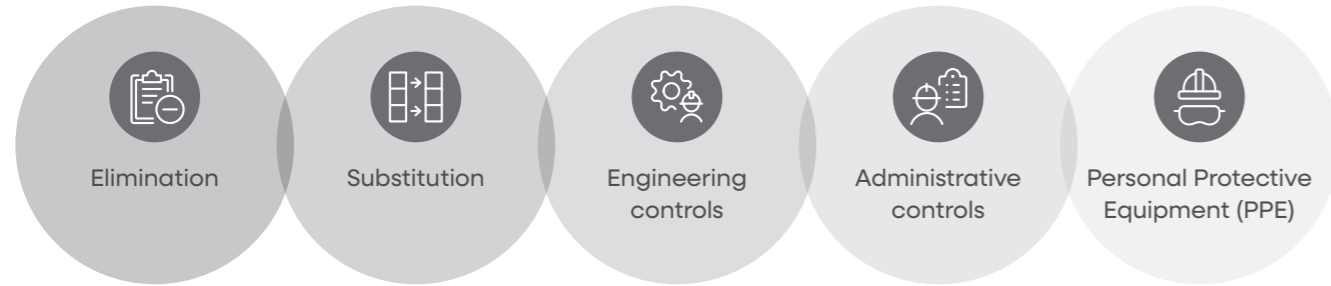 Elimination
Substitution
Engineering
controls
Administrative
controls
Personal Protective
Equipment (PPE)